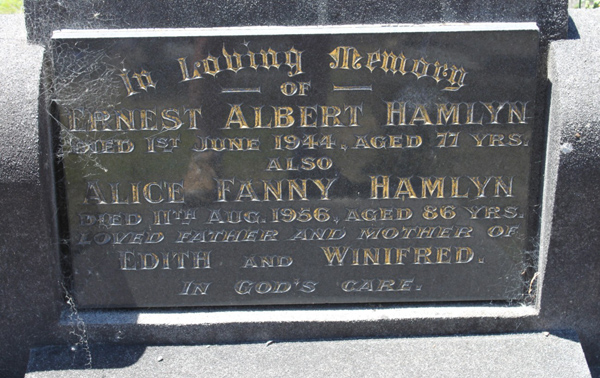 In Loving Memory
OF
ERNEST ALBERT HAMLYN
DIED 1ST JUNE 1944, AGED 77 YRS.
ALSO
ALICE FANNY HAMLYN
DIED 11TH AUG. 1956, AGED 86 YRS.
LOVED FATHER AND MOTHER OF
EDITH AND WINIFRED.
IN GOD'S CARE.